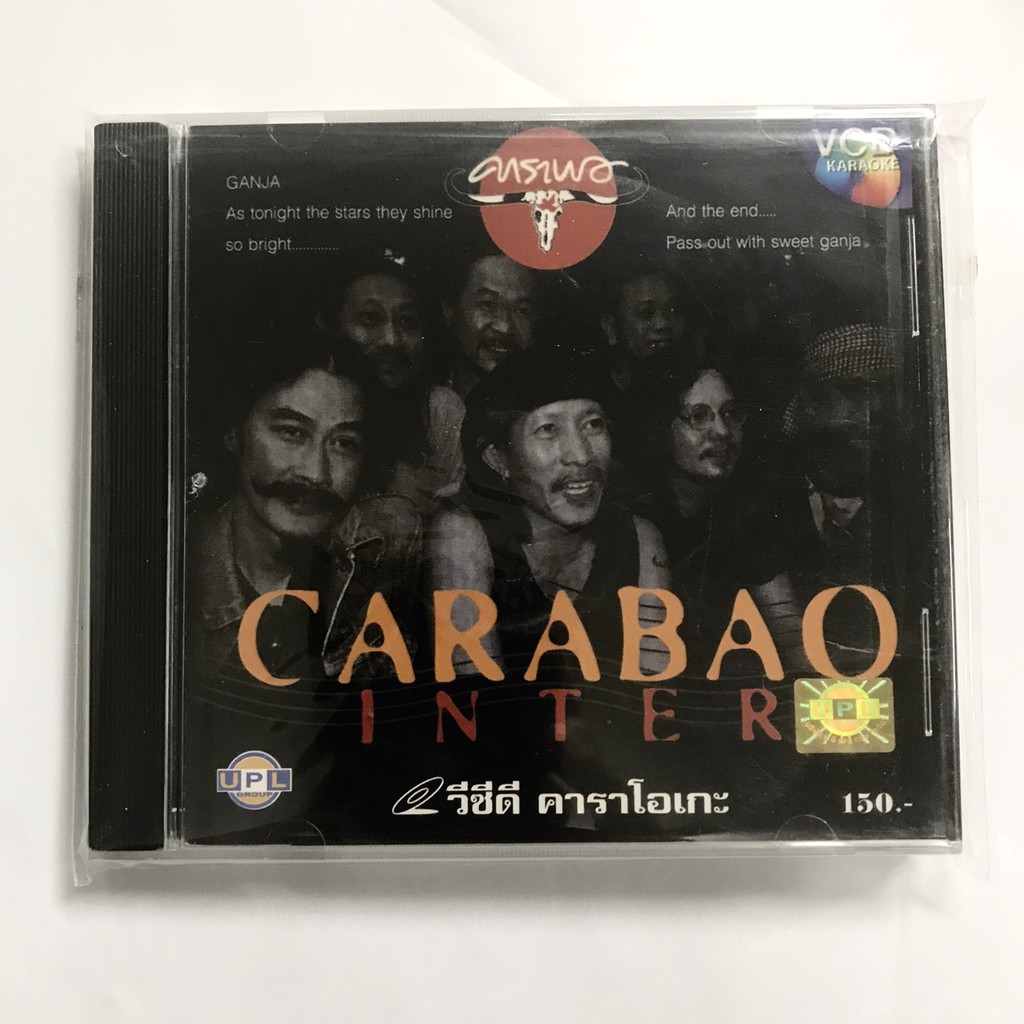 คาราบาว
VCD
KARAOKE
GANJA
As tonight the stars they shine
so bright............
And the end.....
Pass out with sweet ganja
CARABAO
INTER
UPL
UPL
GROUP
วีซีดี คาราโอเกะ
150.-